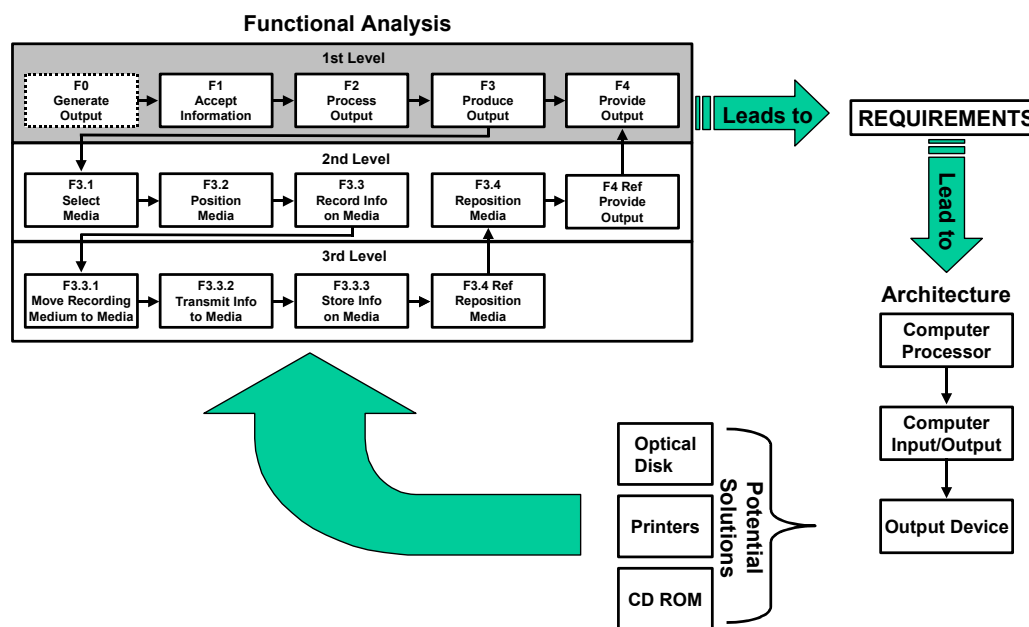 Functional Analysis
1st Level
F0
Generate
Output
F1
Accept
Information
F2
Process
Output
F3
Produce
Output
F4
Provide
Output
Leads to
REQUIREMENTS
2nd Level
F3.1
Select
Media
F3.2
Position
Media
F3.3
Record Info
on Media
F3.4
Reposition
Media
F4 Ref
Provide
Output
Lead to
3rd Level
F3.3.1
Move Recording
Medium to Media
F3.3.2
Transmit Info
to Media
F3.3.3
Store Info
on Media
F3.4 Ref
Reposition
Media
Architecture
Computer
Processor
Computer
Input/Output
Output Device
Optical
Disk
Printers
CD ROM
Potential
Solutions